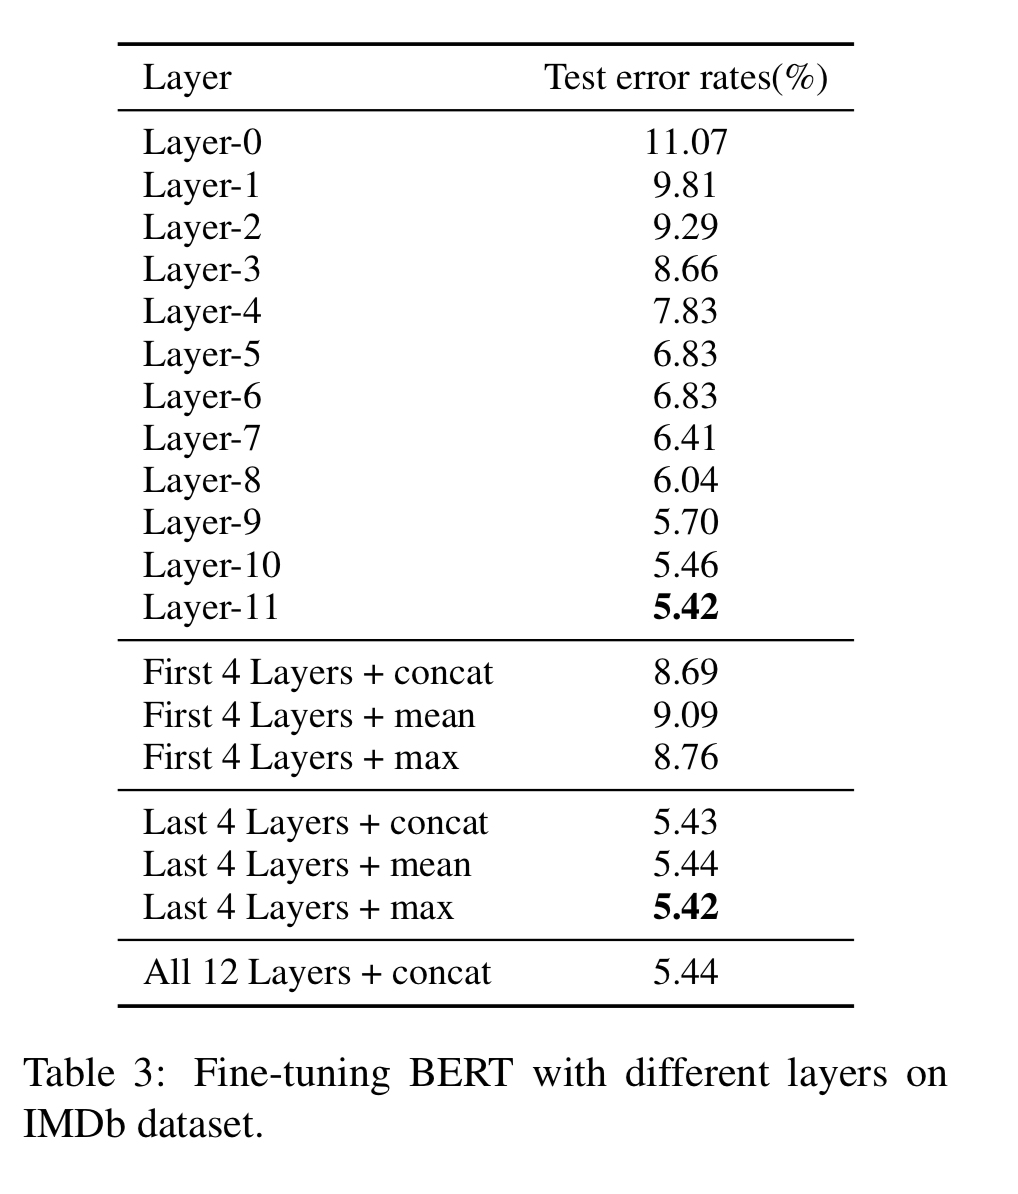 Layer Test error rates(%)
Layer-0 11.07
Layer-1 9.81
Layer-2 9.29
Layer-3 8.66
Layer-4 7.83
Layer-5 6.83
Layer-6 6.83
Layer-7 6.41
Layer-8 6.04
Layer-9 5.70
Layer-10 5.46
Layer-11 5.42
First 4 Layers + concat 8.69
First 4 Layers + mean 9.09
First 4 Layers + max 8.76
Last 4 Layers + concat 5.43
Last 4 Layers + mean 5.44
Last 4 Layers + max 5.42
All 12 Layers + concat 5.44
Table 3: Fine-tuning BERT with different layers on
IMDb dataset.